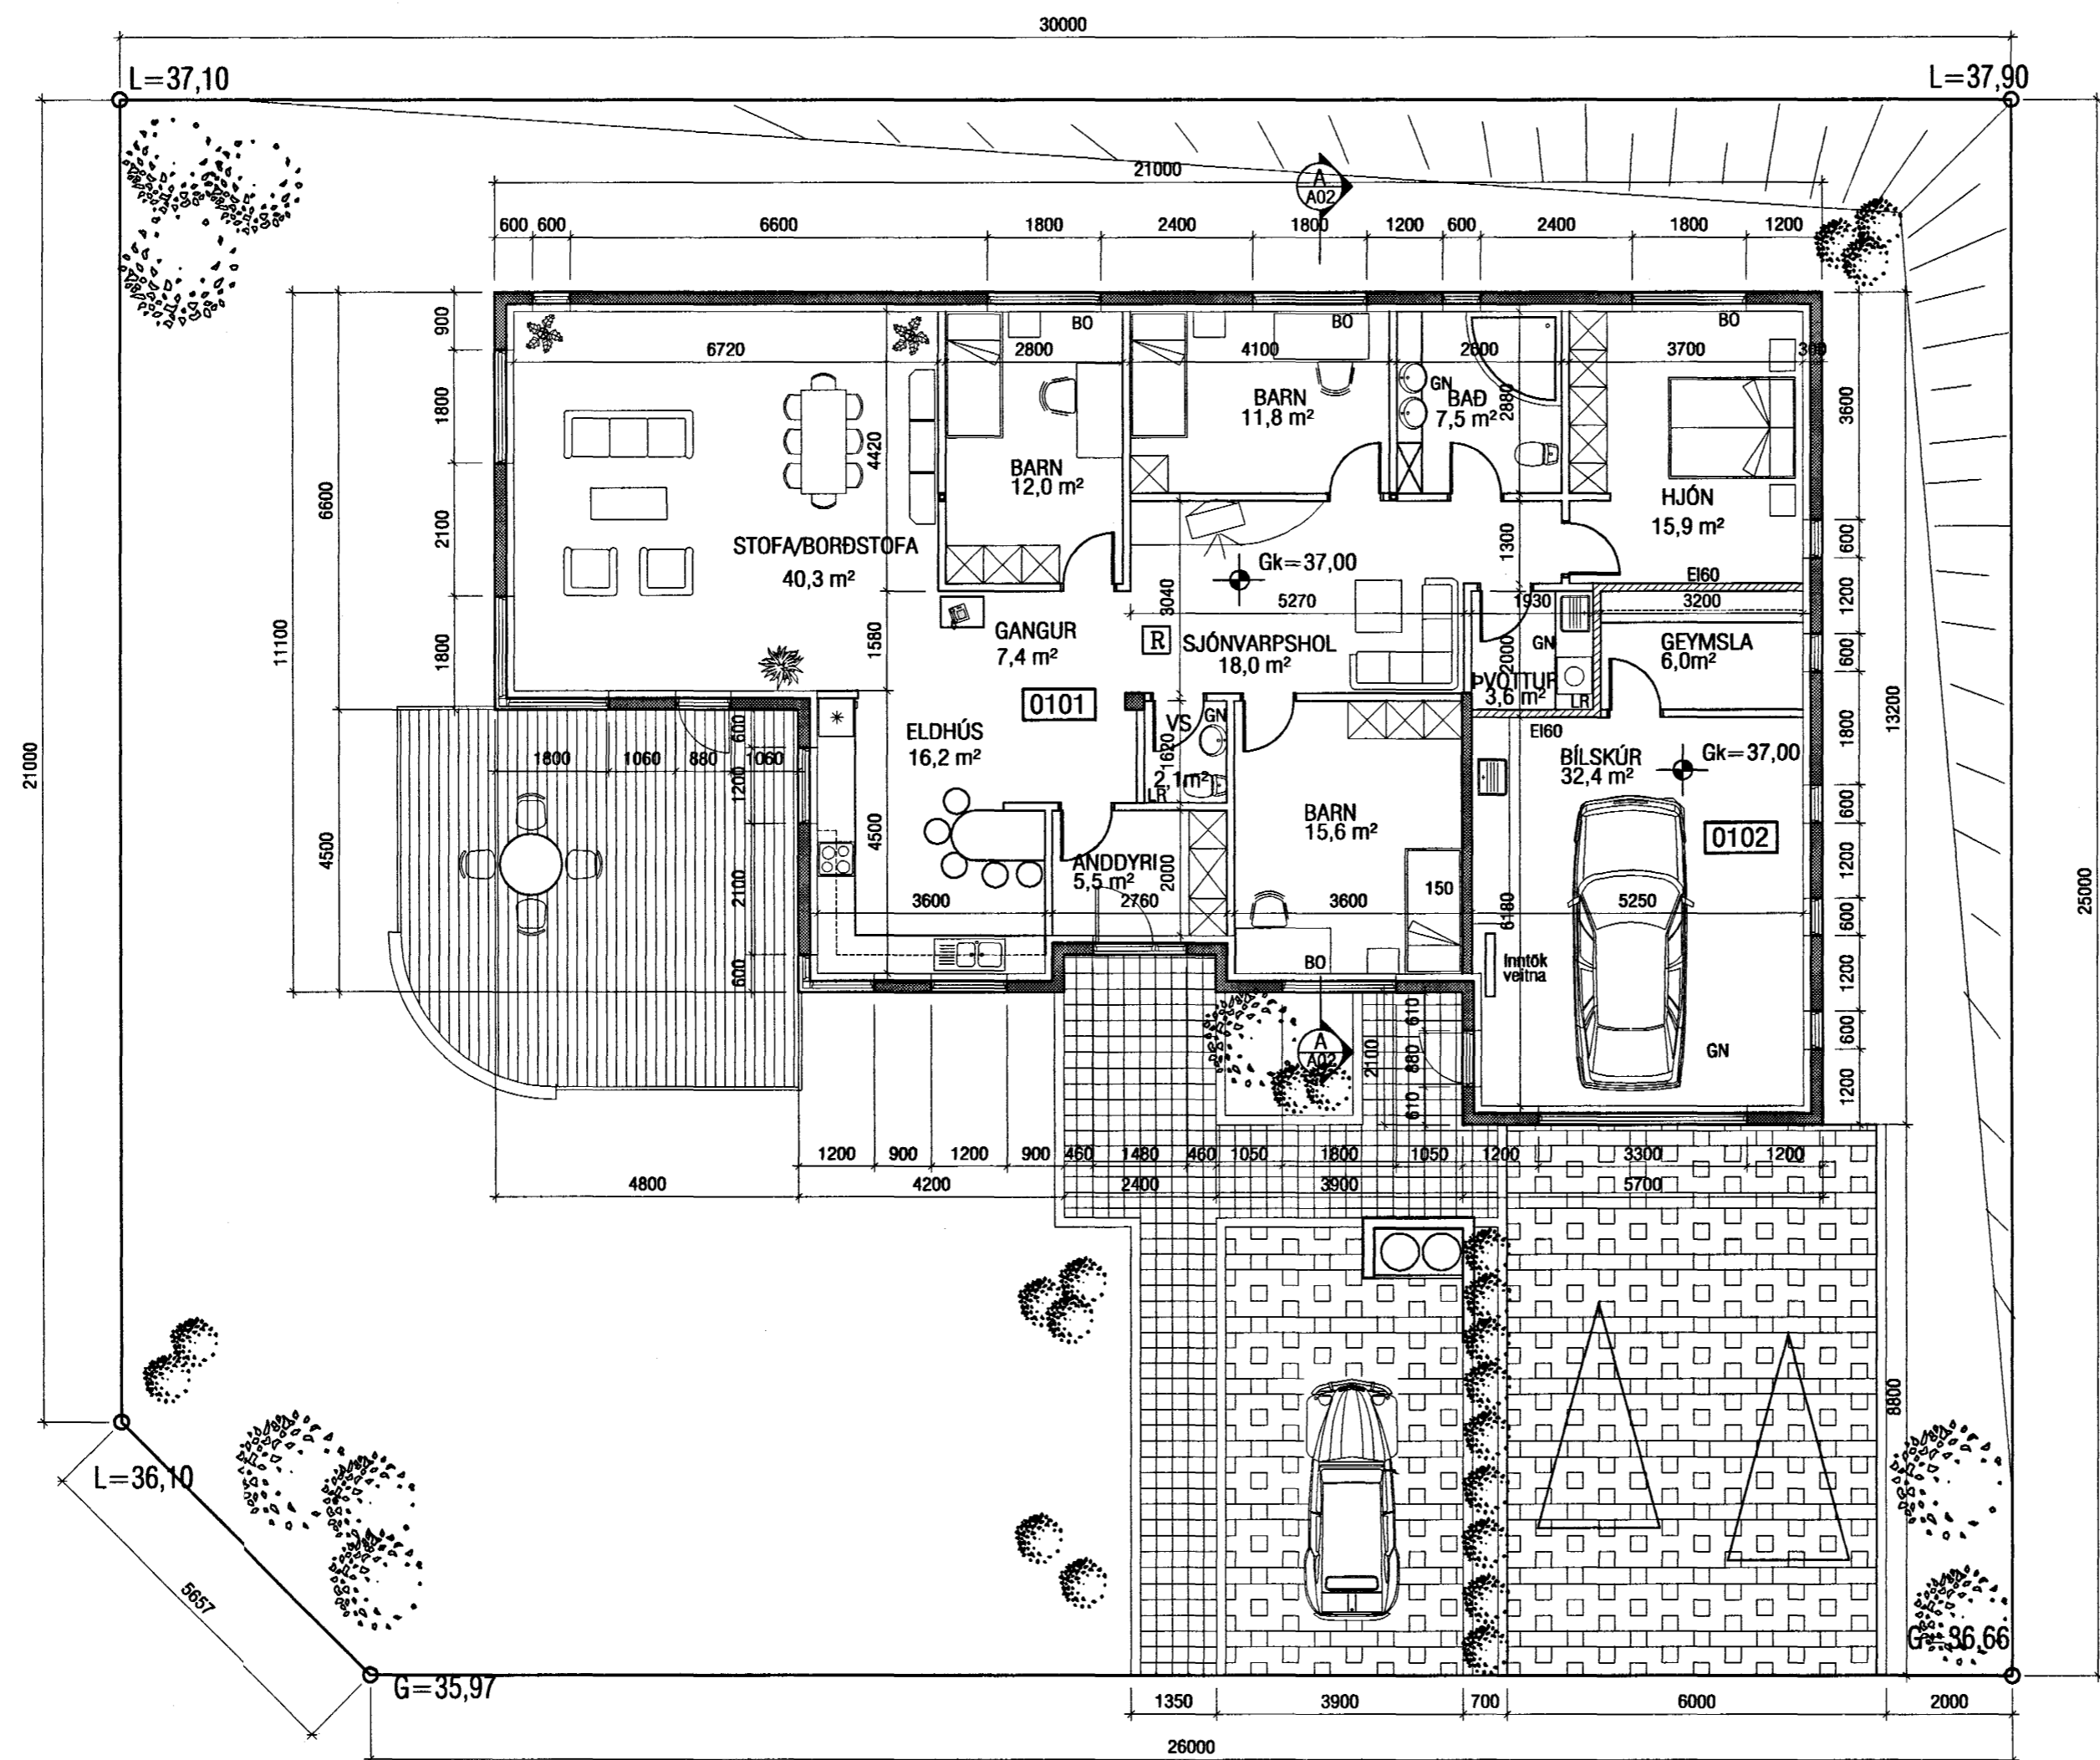 30000
L=37,10
L=37,90
21000
A
A02
600 600 6600 1800 2400 1800 1200 600 2400 1800 1200
BO
BO
BO
6720 2800 4100 2600 3700 300
900
1800
2100
1800
6600
4500
11100
21000
4420
1580
4500
BARN
12,0 m²
BARN
11,8 m²
GN
BAÐ
7,5 m²
2880
HJÓN
15,9 m²
STOFA/BORÐSTOFA
40,3 m²
Gk=37,00
1300
EI60
3040
5270
1930
3200
GANGUR
7,4 m²
R
SJÓNVARPSHOL
18,0 m²
GN
2000
ÞVOTTUR
3,6 m²
LR
GEYMSLA
6,0m²
0101
ELDHÚS
16,2 m²
VS
GN
1620
2,1m²
LR
EI60
BÍLSKÚR
32,4 m²
Gk=37,00
0102
BARN
15,6 m²
150
ANDDYRI
5,5 m²
2000
3600
2760
3600
6180
5250
BO
Inntök
veitna
GN
1800 1060 880 1060
600
1200
2100
600
A
A02
2100
610
880
610
3600
600
1200
600
1800
600
1200
600
1200
600
1200
13200
25000
8800
1200 900 1200 900 460 1480 460 1050 1800 1050 1200 3300 1200
4800 4200 2400 3900 5700
L=36,10
5657
G=35,97
G=36,66
1350 3900 700 6000 2000
26000